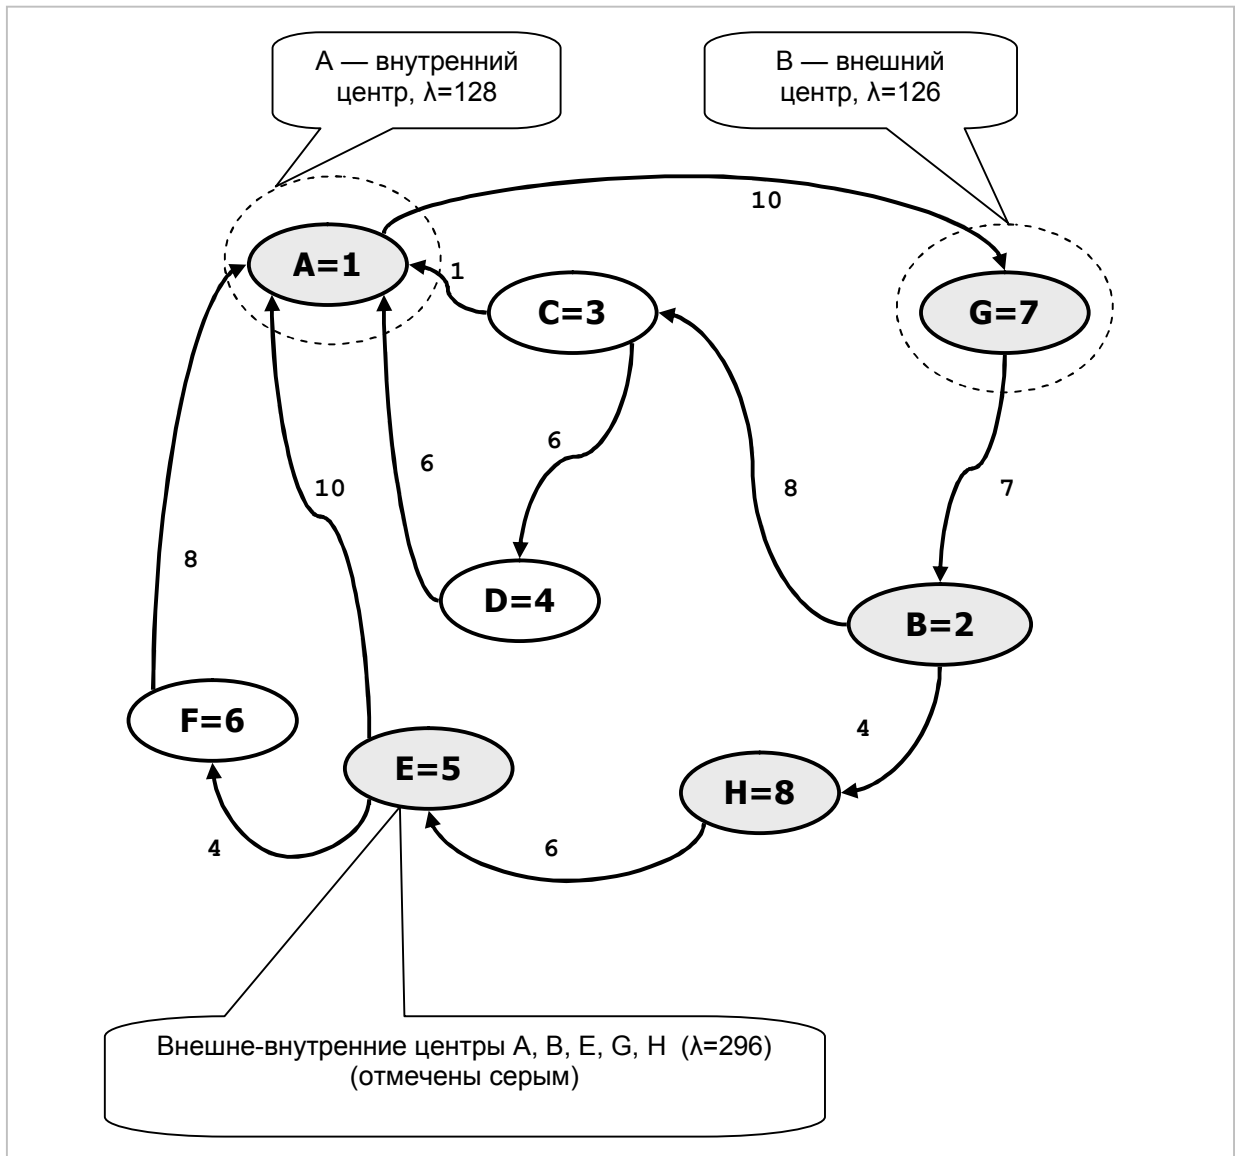 A — внутренний
центр, λ=128
B — внешний
центр, λ=126
10
A=1
1
C=3
G=7
6
6
10
8
7
8
D=4
B=2
F=6
4
E=5
H=8
4
6
Внешне-внутренние центры A, B, E, G, H (λ=296)
(отмечены серым)